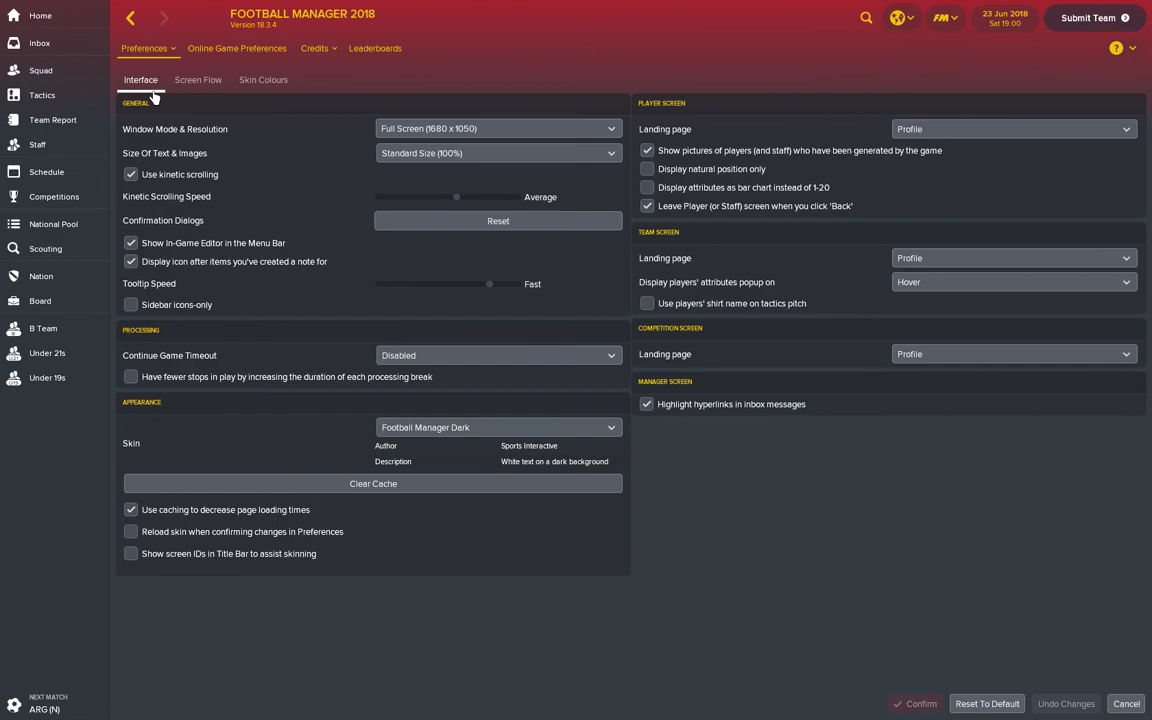 Home
Inbox
Squad
Tactics
Team Report
Staff
Schedule
Competitions
National Pool
Scouting
Nation
Board
B Team
Under 21s
Under 19s
NEXT MATCH
ARG (N)
FOOTBALL MANAGER 2018
Version 18.3.4
FM
23 Jun 2018
Sat 19:00
Submit Team
Preferences
Online Game Preferences
Credits
Leaderboards
?
Interface
Screen Flow
Skin Colours
GENERAL
Window Mode & Resolution
Full Screen (1680 x 1050)
Size Of Text & Images
Standard Size (100%)
Use kinetic scrolling
Kinetic Scrolling Speed
Average
Confirmation Dialogs
Reset
Show In-Game Editor in the Menu Bar
Display icon after items you've created a note for
Tooltip Speed
Fast
Sidebar icons-only
PROCESSING
Continue Game Timeout
Disabled
Have fewer stops in play by increasing the duration of each processing break
APPEARANCE
Skin
Football Manager Dark
Author
Sports Interactive
Description
White text on a dark background
Clear Cache
Use caching to decrease page loading times
Reload skin when confirming changes in Preferences
Show screen IDs in Title Bar to assist skinning
PLAYER SCREEN
Landing page
Profile
Show pictures of players (and staff) who have been generated by the game
Display natural position only
Display attributes as bar chart instead of 1-20
Leave Player (or Staff) screen when you click 'Back'
TEAM SCREEN
Landing page
Profile
Display players' attributes popup on
Hover
Use players' shirt name on tactics pitch
COMPETITION SCREEN
Landing page
Profile
MANAGER SCREEN
Highlight hyperlinks in inbox messages
Confirm
Reset To Default
Undo Changes
Cancel